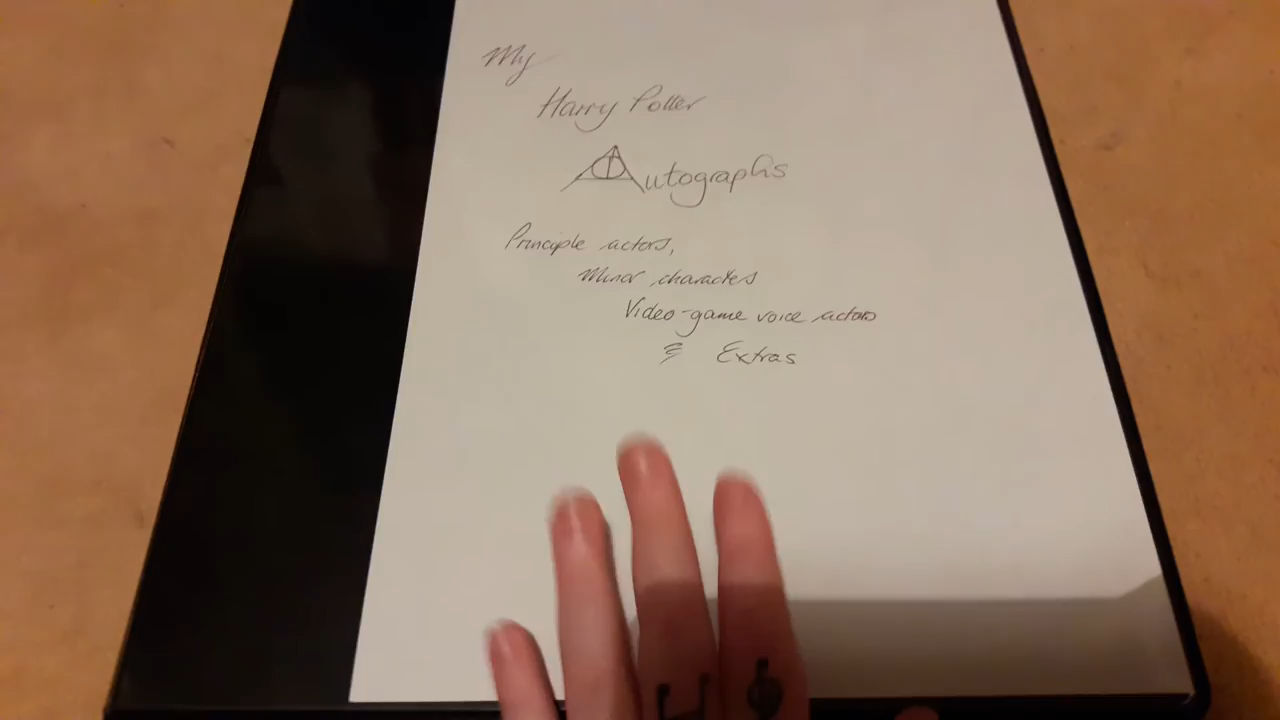 My
Harry Potter
Autographs
Principle actors,
Minor characters
Video-game voice actors
& Extras